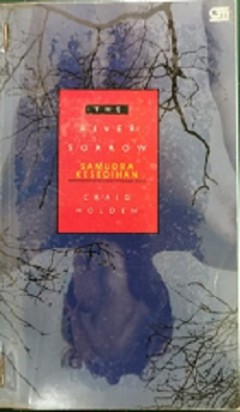 THE
RIVER
SORROW
SAMUDRA
KESEDIHAN
CRAIG
HOLDEN